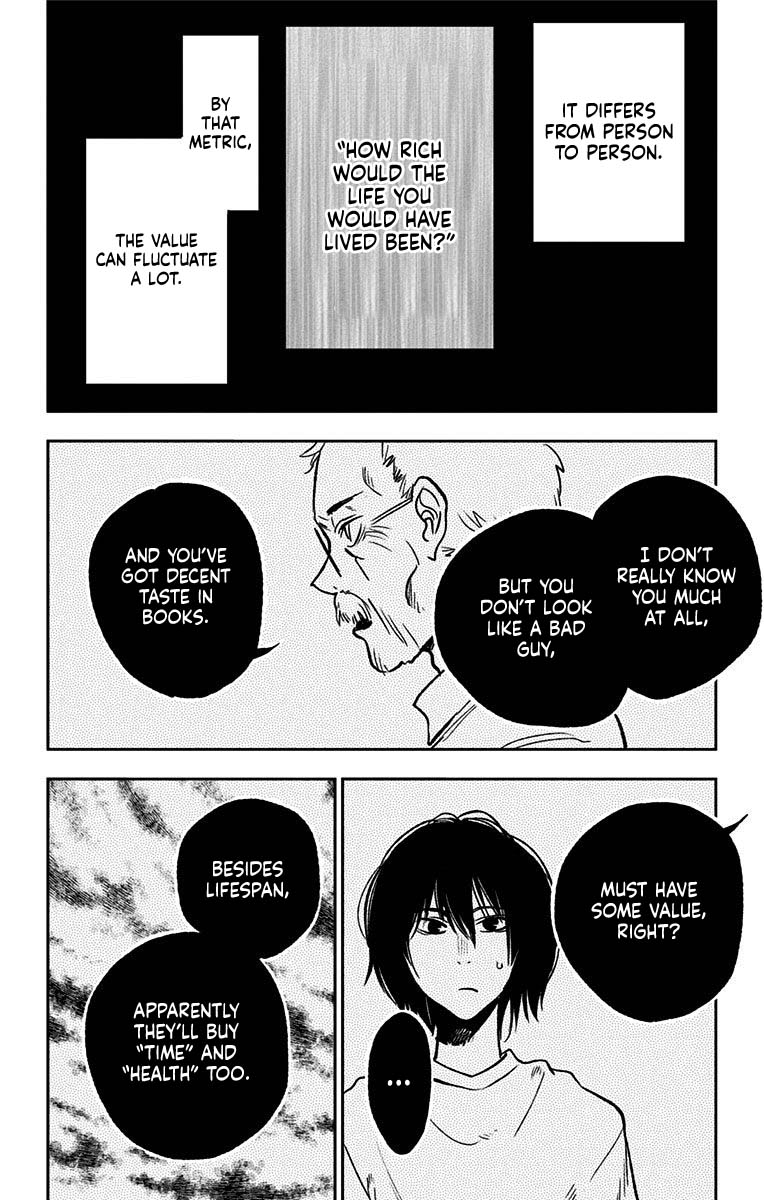 IT DIFFERS
FROM PERSON
TO PERSON.
"HOW RICH
WOULD THE
LIFE YOU
WOULD HAVE
LIVED BEEN?"
BY
THAT
METRIC,
THE VALUE
CAN FLUCTUATE
A LOT.
I DON'T
REALLY KNOW
YOU MUCH
AT ALL,
BUT YOU
DON'T LOOK
LIKE A BAD
GUY,
AND YOU'VE
GOT DECENT
TASTE IN
BOOKS.
MUST HAVE
SOME VALUE,
RIGHT?
...
BESIDES
LIFESPAN,
APPARENTLY
THEY'LL BUY
"TIME" AND
"HEALTH" TOO.